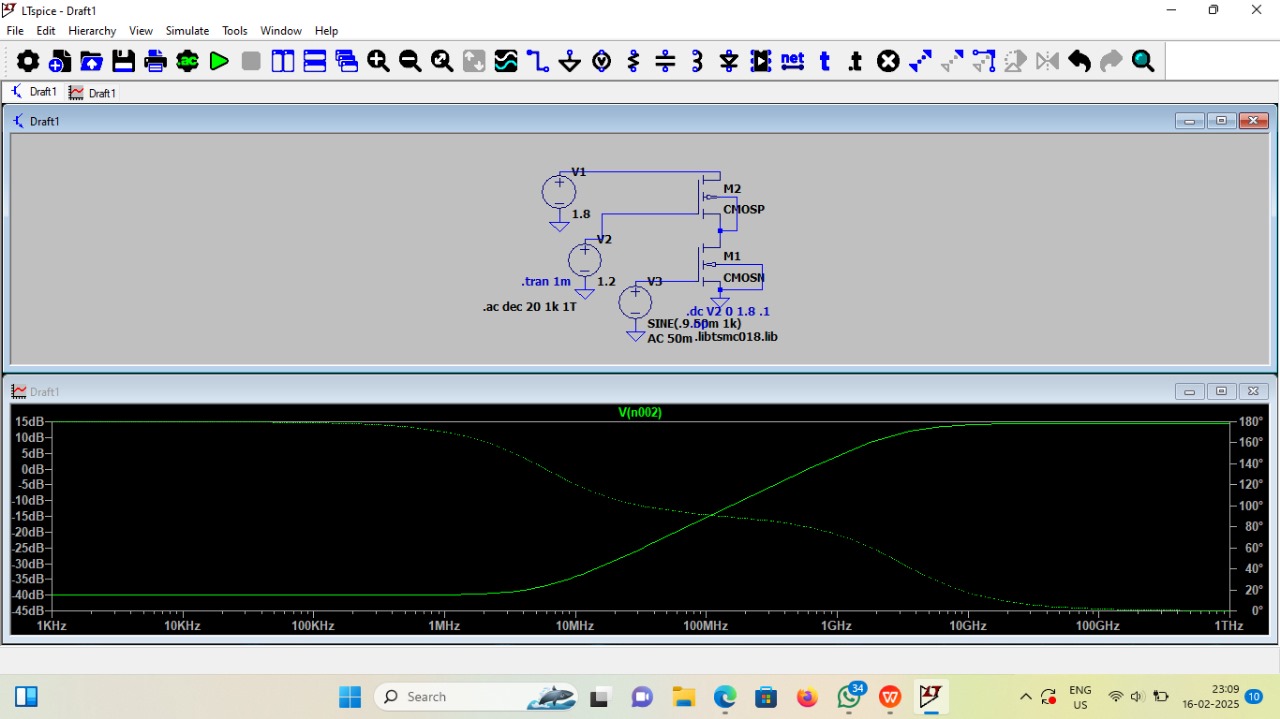 LTspice - Draft1
File Edit Hierarchy View Simulate Tools Window Help
.ac
net
t
.t
Draft1 Draft1
Draft1
V1
M2
CMOSP
1.8
V2
M1
.tran 1m
1.2
V3
CMOSN
.ac dec 20 1k 1T
.dc V2 0 1.8 .1
SINE(.9 50m 1k)
.op
AC 50m
.libtsmc018.lib
Draft1
V(n002)
15dB 180°
10dB 160°
5dB
0dB 140°
-5dB 120°
-10dB
-15dB 100°
-20dB 80°
-25dB 60°
-30dB
-35dB 40°
-40dB 20°
-45dB 0°
1KHz 10KHz 100KHz 1MHz 10MHz 100MHz 1GHz 10GHz 100GHz 1THz
Search
34
ENG
US
23:09
16-02-2025
10